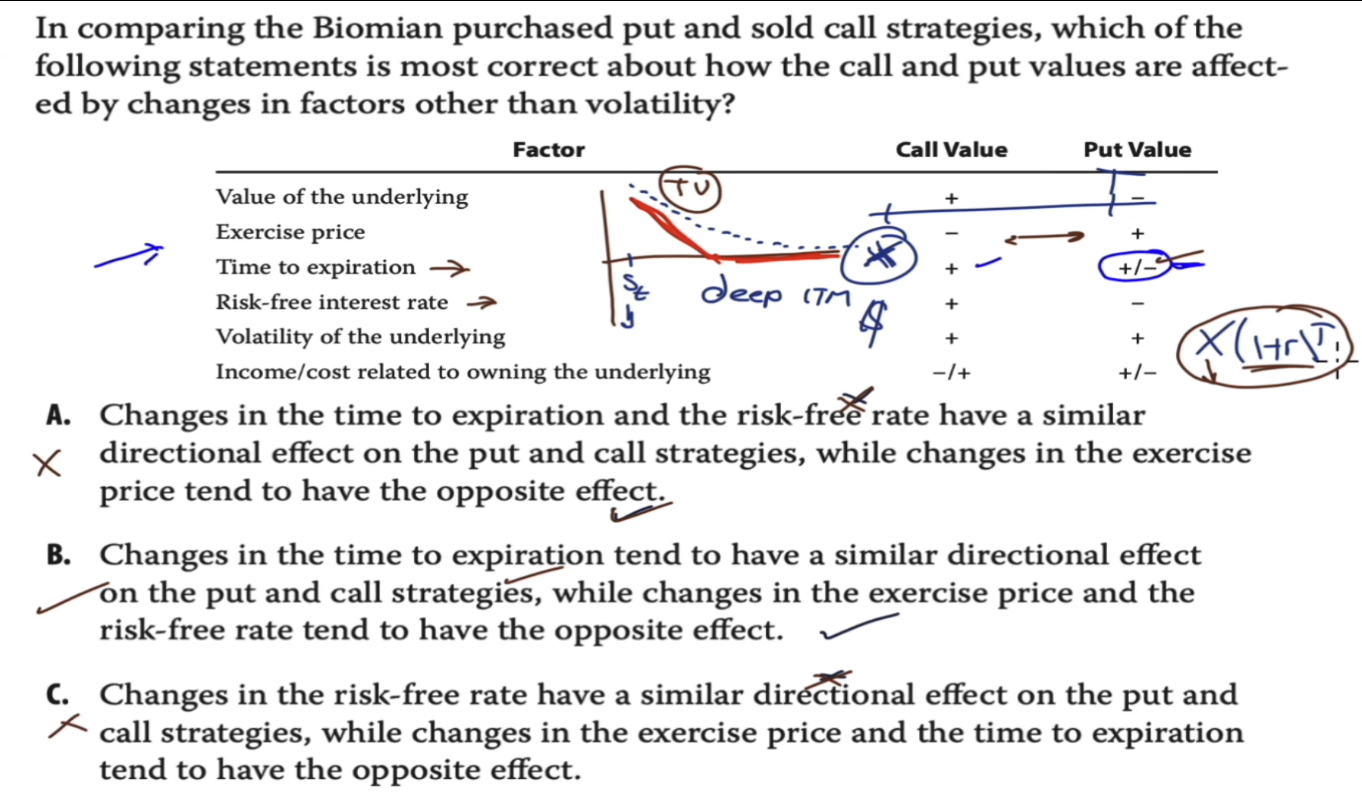 In comparing the Biomian purchased put and sold call strategies, which of the
following statements is most correct about how the call and put values are affect-
ed by changes in factors other than volatility?
Factor Call Value Put Value
Value of the underlying + −
Exercise price − +
Time to expiration + +/−
Risk-free interest rate + −
Volatility of the underlying + +
Income/cost related to owning the underlying −/+ +/−
TV
St
deep ITM
A. Changes in the time to expiration and the risk-free rate have a similar
directional effect on the put and call strategies, while changes in the exercise
price tend to have the opposite effect.
B. Changes in the time to expiration tend to have a similar directional effect
on the put and call strategies, while changes in the exercise price and the
risk-free rate tend to have the opposite effect.
C. Changes in the risk-free rate have a similar directional effect on the put and
call strategies, while changes in the exercise price and the time to expiration
tend to have the opposite effect.